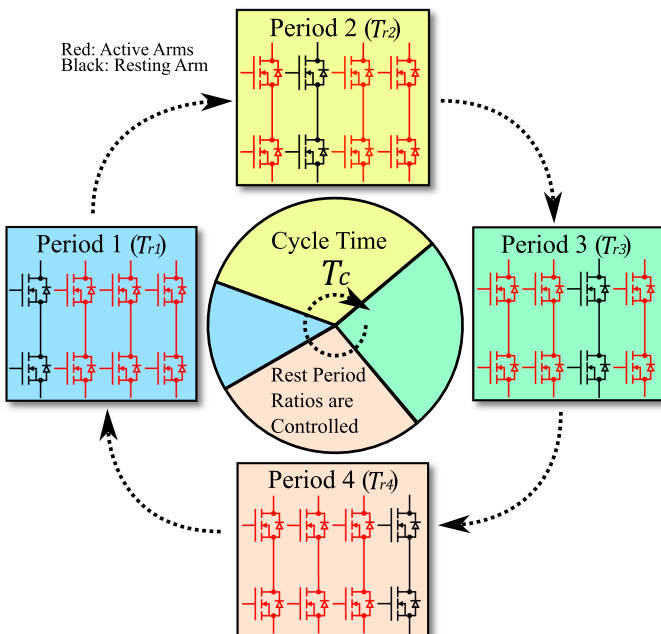 Red: Active Arms
Black: Resting Arm
Period 2 (Tr2)
Period 1 (Tr1)
Cycle Time
Tc
Period 3 (Tr3)
Rest Period
Ratios are
Controlled
Period 4 (Tr4)